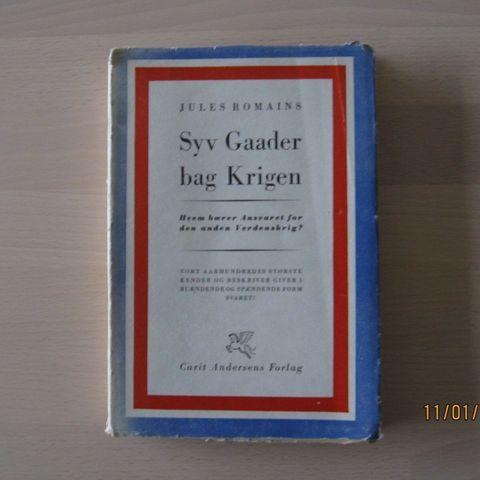 JULES ROMAINS
Syv Gaader
bag Krigen
Hvem bærer Ansvaret for
den anden Verdenskrig?
VORT AARHUNDREDES STØRSTE
KENDER OG BESKRIVER GIVER I
BLÆNDENDE OG SPÆNDENDE FORM
SVARET!
Carit Andersens Forlag
11/01/